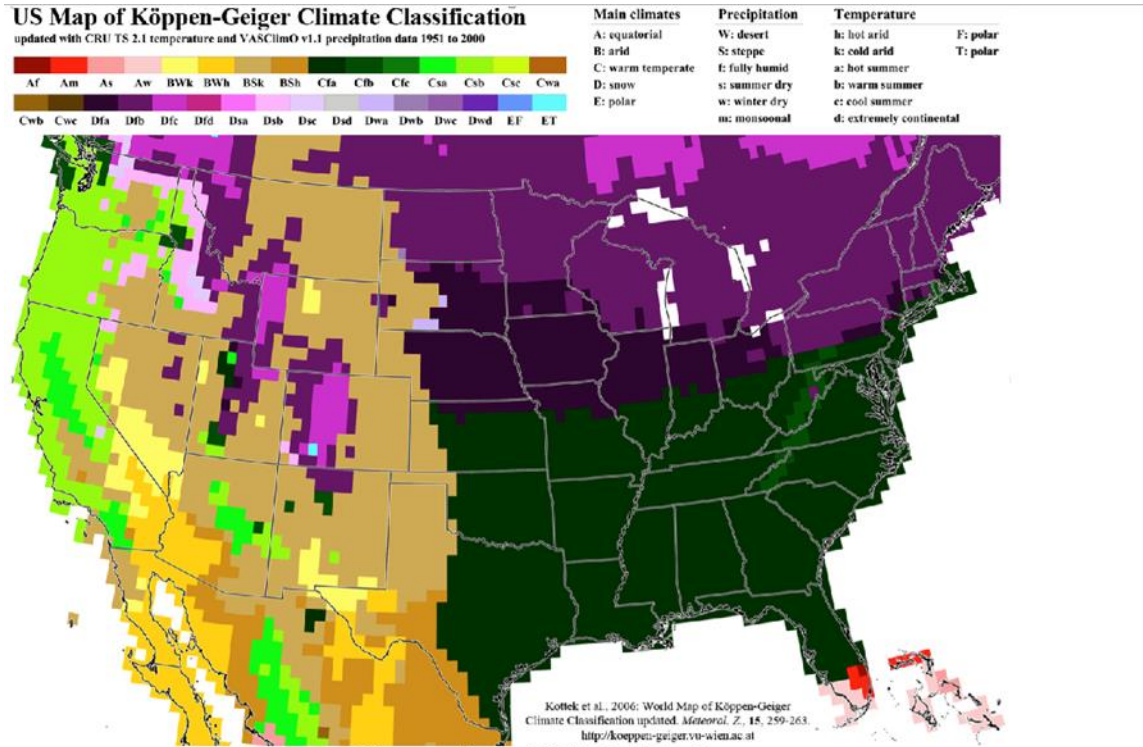 US Map of Köppen-Geiger Climate Classification
updated with CRU TS 2.1 temperature and VASClimO v1.1 precipitation data 1951 to 2000
Af Am As Aw BWk BWh BSk BSh Cfa Cfb Cfc Csa Csb Csc Cwa
Cwb Cwc Dfa Dfb Dfc Dfd Dsa Dsb Dsc Dsd Dwa Dwb Dwc Dwd EF ET
Main climates
A: equatorial
B: arid
C: warm temperate
D: snow
E: polar
Precipitation
W: desert
S: steppe
f: fully humid
s: summer dry
w: winter dry
m: monsoonal
Temperature
h: hot arid F: polar
k: cold arid T: polar
a: hot summer
b: warm summer
c: cool summer
d: extremely continental
Kottek et al., 2006: World Map of Köppen-Geiger
Climate Classification updated. Meteorol. Z., 15, 259-263.
http://koeppen-geiger.vu-wien.ac.at